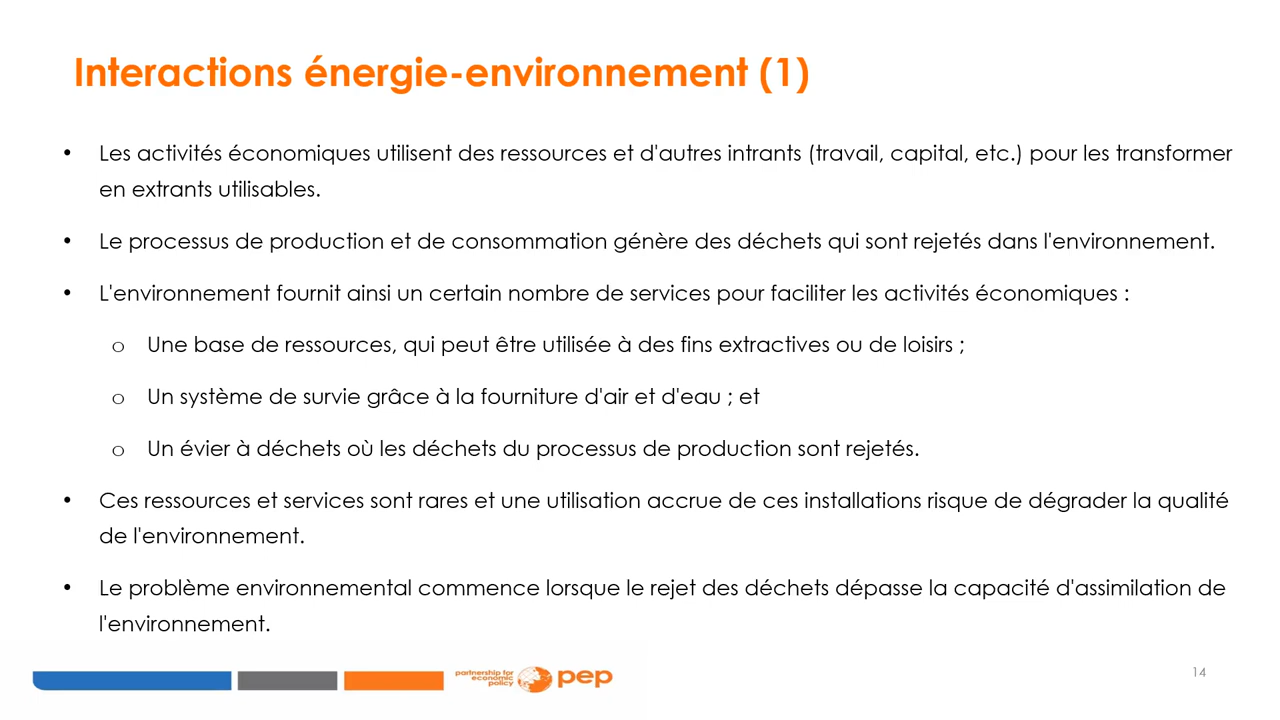 Interactions énergie-environnement (1)
• Les activités économiques utilisent des ressources et d'autres intrants (travail, capital, etc.) pour les transformer
en extrants utilisables.
• Le processus de production et de consommation génère des déchets qui sont rejetés dans l'environnement.
• L'environnement fournit ainsi un certain nombre de services pour faciliter les activités économiques :
o Une base de ressources, qui peut être utilisée à des fins extractives ou de loisirs ;
o Un système de survie grâce à la fourniture d'air et d'eau ; et
o Un évier à déchets où les déchets du processus de production sont rejetés.
• Ces ressources et services sont rares et une utilisation accrue de ces installations risque de dégrader la qualité
de l'environnement.
• Le problème environnemental commence lorsque le rejet des déchets dépasse la capacité d'assimilation de
l'environnement.
partnership for
economic
policy
pep
14